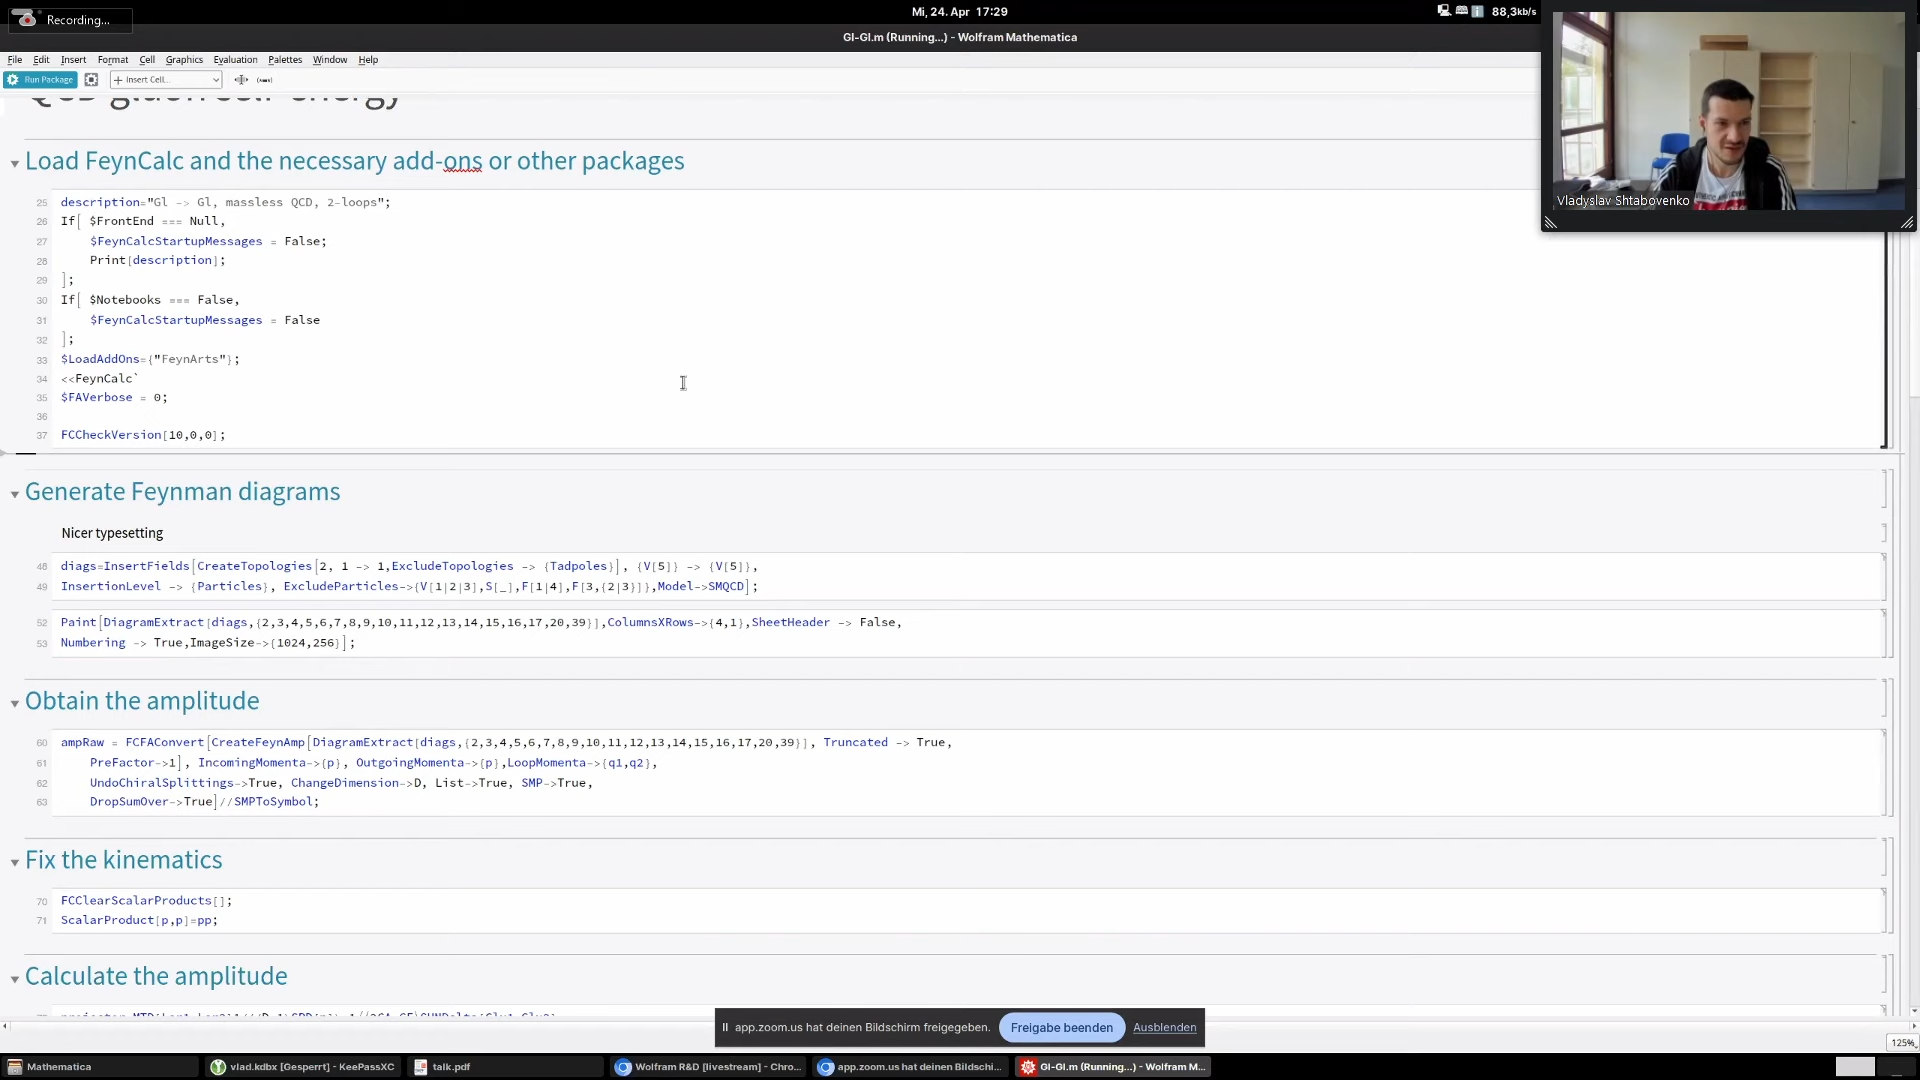 Recording...
Mi, 24. Apr 17:29
88,3kb/s
Gl-Gl.m (Running...) - Wolfram Mathematica
File Edit Insert Format Cell Graphics Evaluation Palettes Window Help
Run Package
Insert Cell...
QCD gluon self-energy
Vladyslav Shtabovenko
Load FeynCalc and the necessary add-ons or other packages
25 description="Gl -> Gl, massless QCD, 2-loops";
26 If[ $FrontEnd === Null,
27 $FeynCalcStartupMessages = False;
28 Print[description];
29 ];
30 If[ $Notebooks === False,
31 $FeynCalcStartupMessages = False
32 ];
33 $LoadAddOns={"FeynArts"};
34 <<FeynCalc`
35 $FAVerbose = 0;
36
37 FCCheckVersion[10,0,0];
Generate Feynman diagrams
Nicer typesetting
48 diags=InsertFields[CreateTopologies[2, 1 -> 1,ExcludeTopologies -> {Tadpoles}], {V[5]} -> {V[5]},
49 InsertionLevel -> {Particles}, ExcludeParticles->{V[1|2|3],S[_],F[1|4],F[3,{2|3}]},Model->SMQCD];
52 Paint[DiagramExtract[diags,{2,3,4,5,6,7,8,9,10,11,12,13,14,15,16,17,20,39}],ColumnsXRows->{4,1},SheetHeader -> False,
53 Numbering -> True,ImageSize->{1024,256}];
Obtain the amplitude
60 ampRaw = FCFAConvert[CreateFeynAmp[DiagramExtract[diags,{2,3,4,5,6,7,8,9,10,11,12,13,14,15,16,17,20,39}], Truncated -> True,
61 PreFactor->1], IncomingMomenta->{p}, OutgoingMomenta->{p},LoopMomenta->{q1,q2},
62 UndoChiralSplittings->True, ChangeDimension->D, List->True, SMP->True,
63 DropSumOver->True]//SMPToSymbol;
Fix the kinematics
70 FCClearScalarProducts[];
71 ScalarProduct[p,p]=pp;
Calculate the amplitude
app.zoom.us hat deinen Bildschirm freigegeben. Freigabe beenden Ausblenden
125%
Mathematica
vlad.kdbx [Gesperrt] - KeePassXC
talk.pdf
Wolfram R&D [livestream] - Chro...
app.zoom.us hat deinen Bildschi...
Gl-Gl.m (Running...) - Wolfram M...